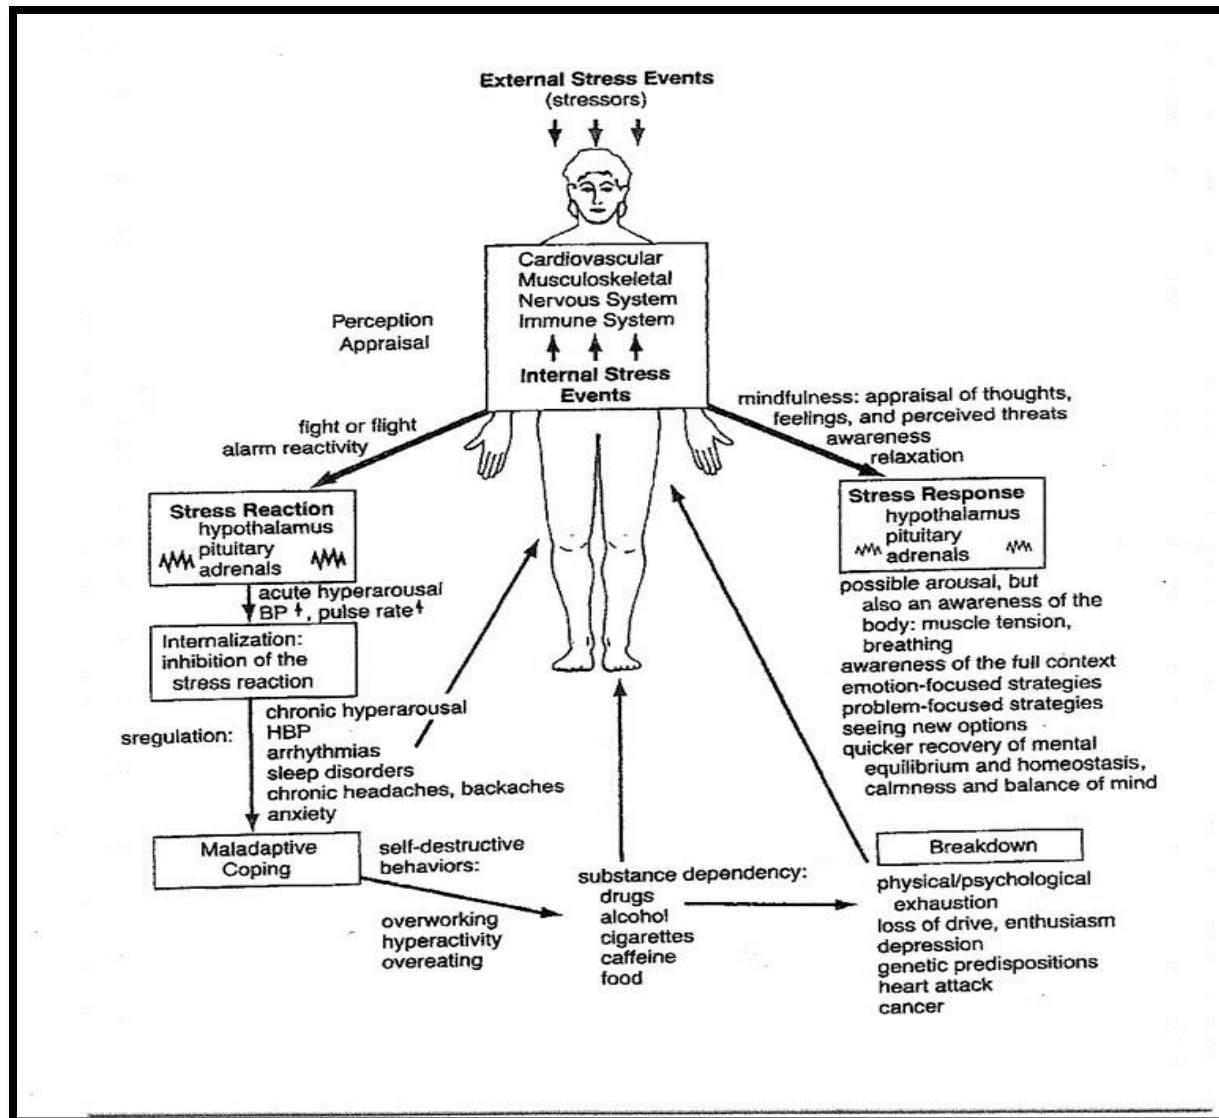 External Stress Events
(stressors)
Cardiovascular
Musculoskeletal
Nervous System
Immune System
Internal Stress
Events
Perception
Appraisal
fight or flight
alarm reactivity
mindfulness: appraisal of thoughts,
feelings, and perceived threats
awareness
relaxation
Stress Reaction
hypothalamus
pituitary
adrenals
acute hyperarousal
BP ↑, pulse rate ↑
Internalization:
inhibition of the
stress reaction
sregulation:
chronic hyperarousal
HBP
arrhythmias
sleep disorders
chronic headaches, backaches
anxiety
Maladaptive
Coping
self-destructive
behaviors:
overworking
hyperactivity
overeating
substance dependency:
drugs
alcohol
cigarettes
caffeine
food
Stress Response
hypothalamus
pituitary
adrenals
possible arousal, but
also an awareness of the
body: muscle tension,
breathing
awareness of the full context
emotion-focused strategies
problem-focused strategies
seeing new options
quicker recovery of mental
equilibrium and homeostasis,
calmness and balance of mind
Breakdown
physical/psychological
exhaustion
loss of drive, enthusiasm
depression
genetic predispositions
heart attack
cancer